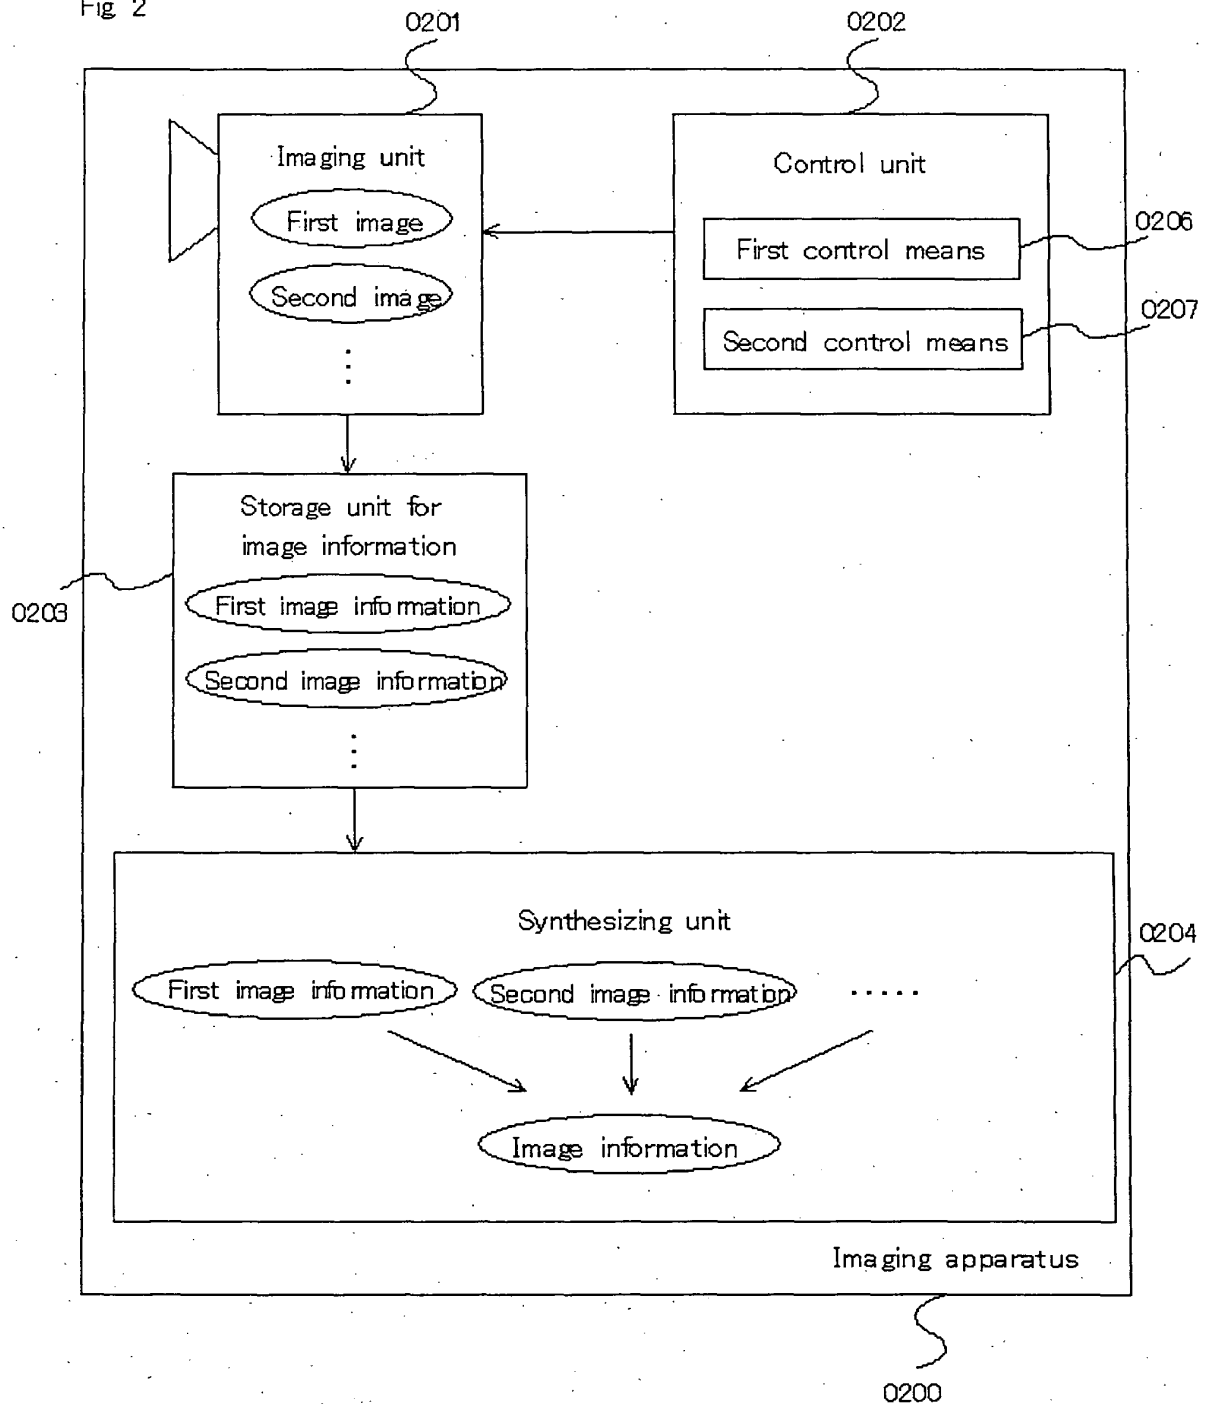 Fig 2
0201
0202
Imaging unit
First image
Second image
Control unit
First control means
0206
Second control means
0207
Storage unit for
image information
First image information
Second image information
0203
Synthesizing unit
0204
First image information
Second image information
.....
Image information
Imaging apparatus
0200